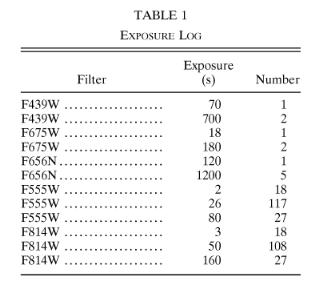 TABLE 1
EXPOSURE LOG
Filter Exposure (s) Number
F439W .................... 70 1
F439W .................... 700 2
F675W .................... 18 1
F675W .................... 180 2
F656N..................... 120 1
F656N..................... 1200 5
F555W .................... 2 18
F555W .................... 26 117
F555W .................... 80 27
F814W .................... 3 18
F814W .................... 50 108
F814W .................... 160 27